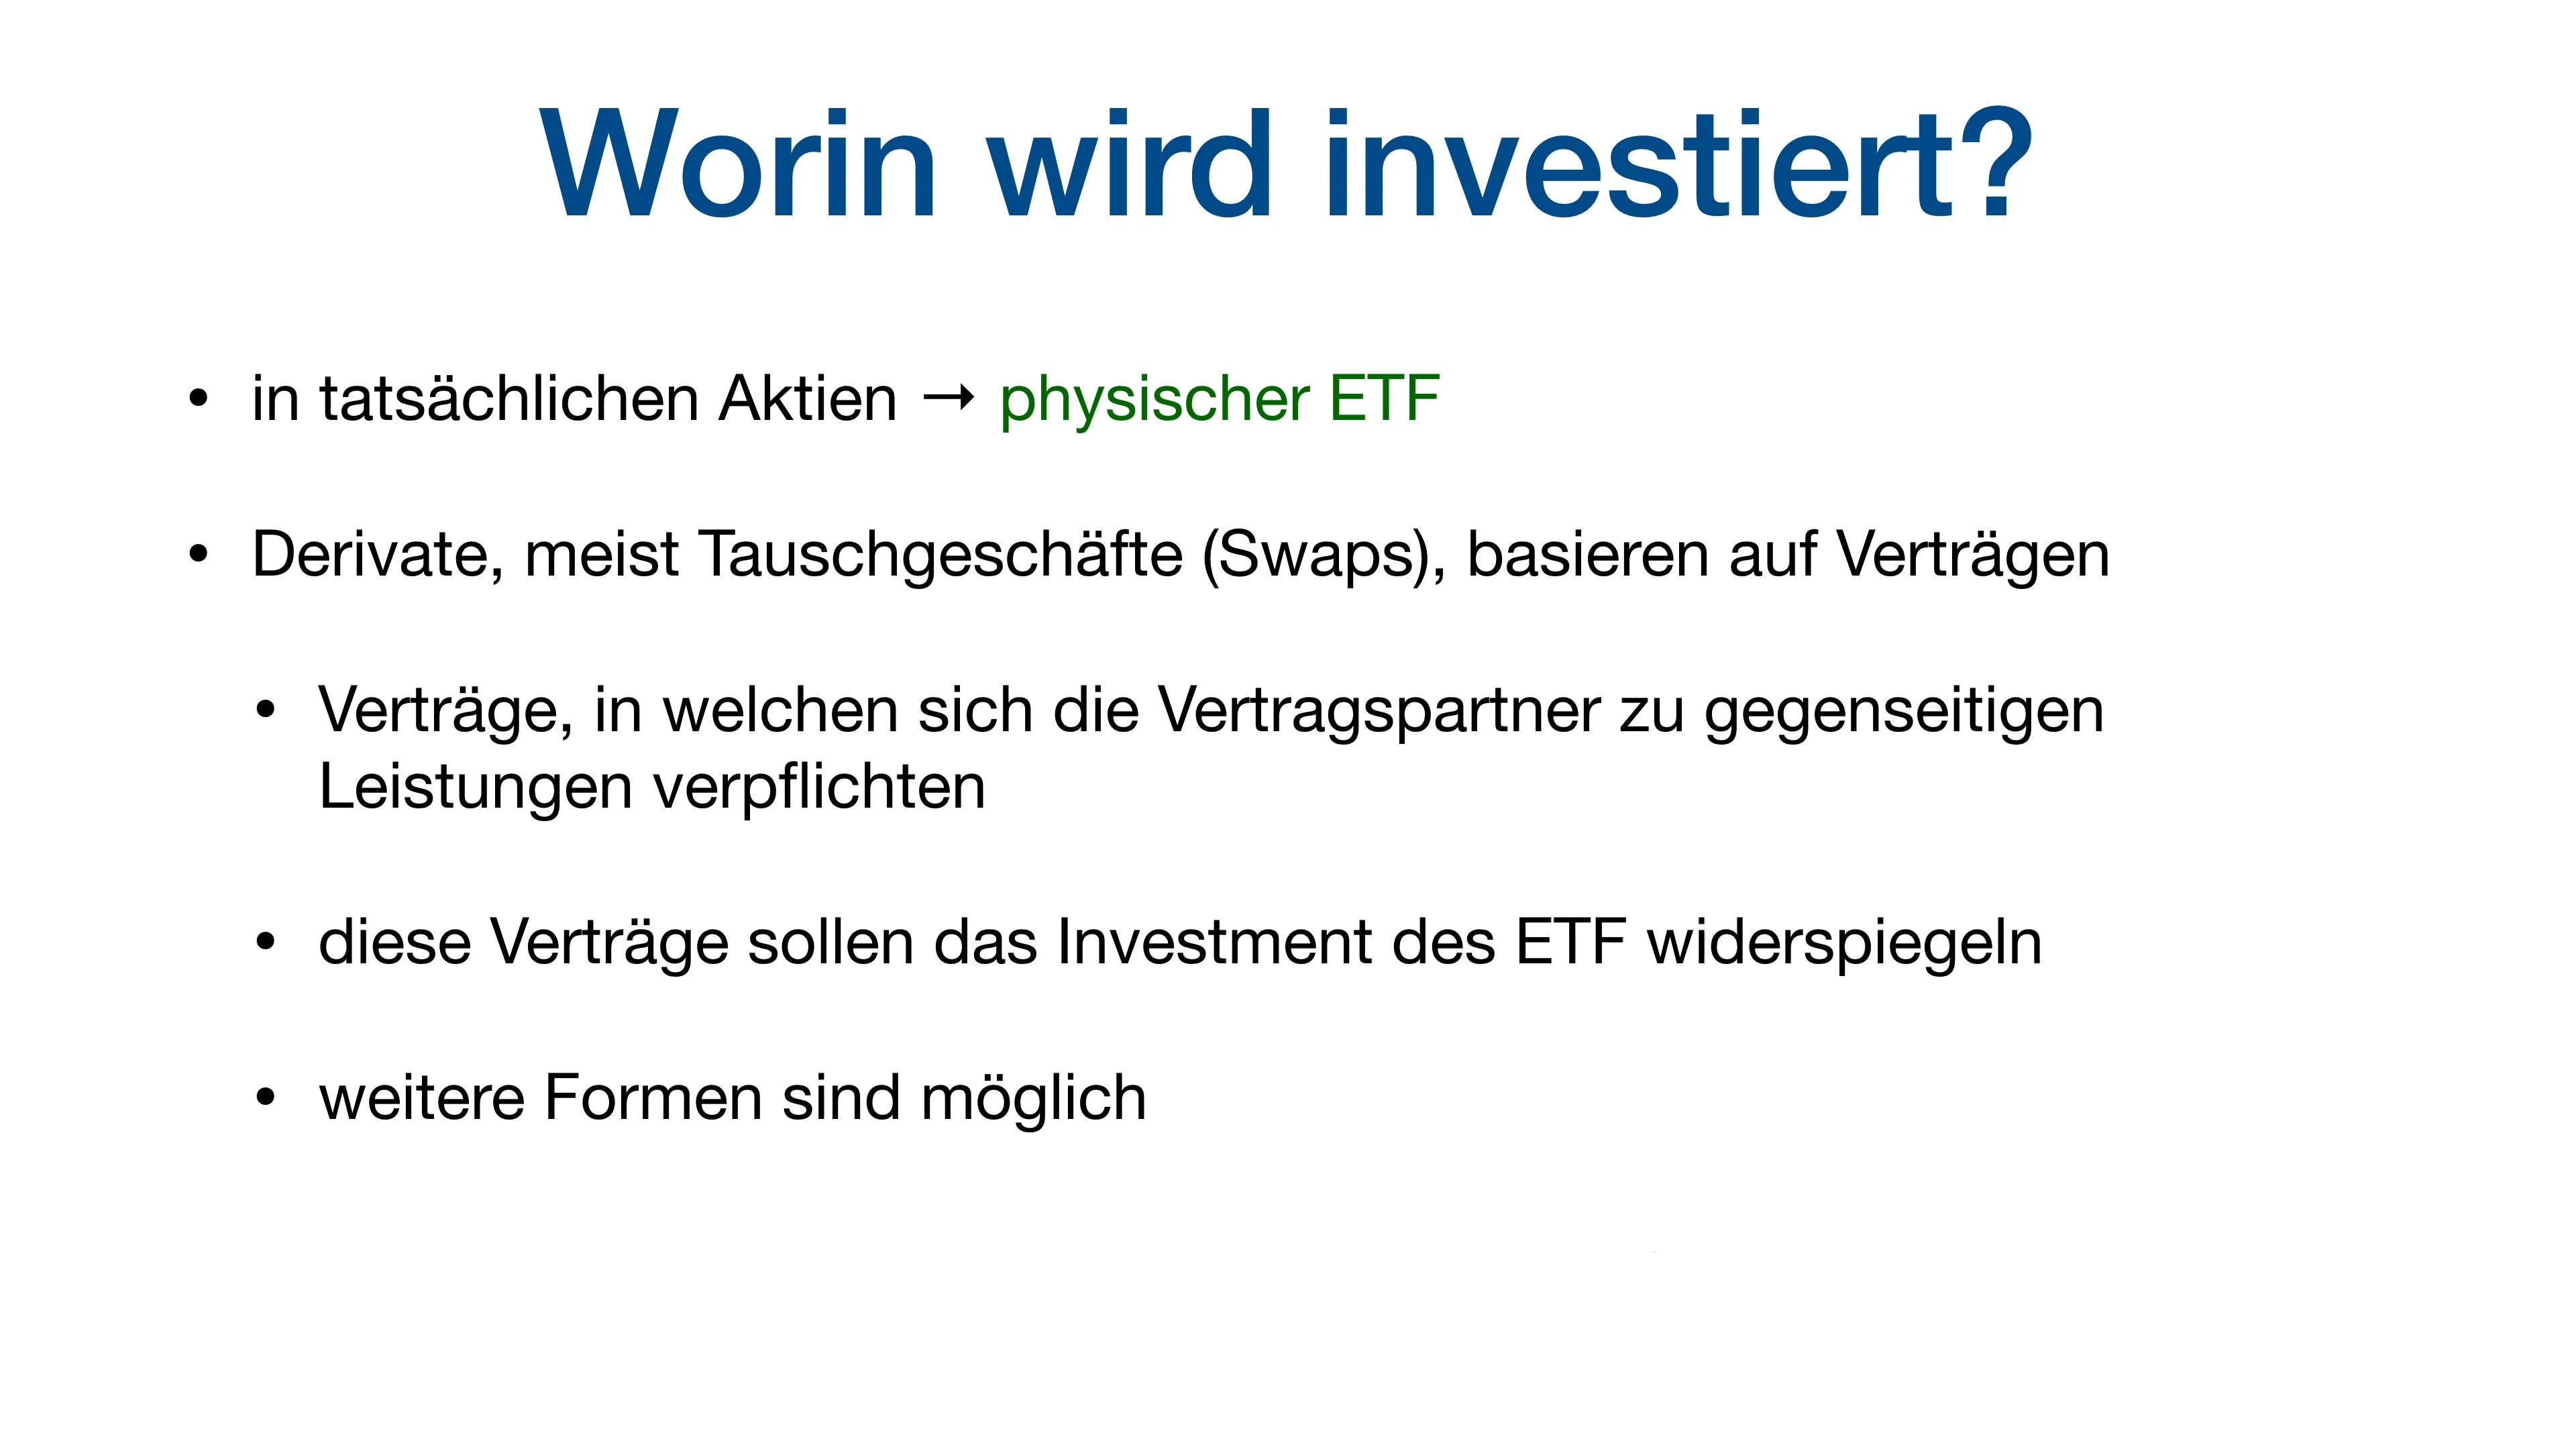 Worin wird investiert?
• in tatsächlichen Aktien → physischer ETF
• Derivate, meist Tauschgeschäfte (Swaps), basieren auf Verträgen
• Verträge, in welchen sich die Vertragspartner zu gegenseitigen
Leistungen verpflichten
• diese Verträge sollen das Investment des ETF widerspiegeln
• weitere Formen sind möglich